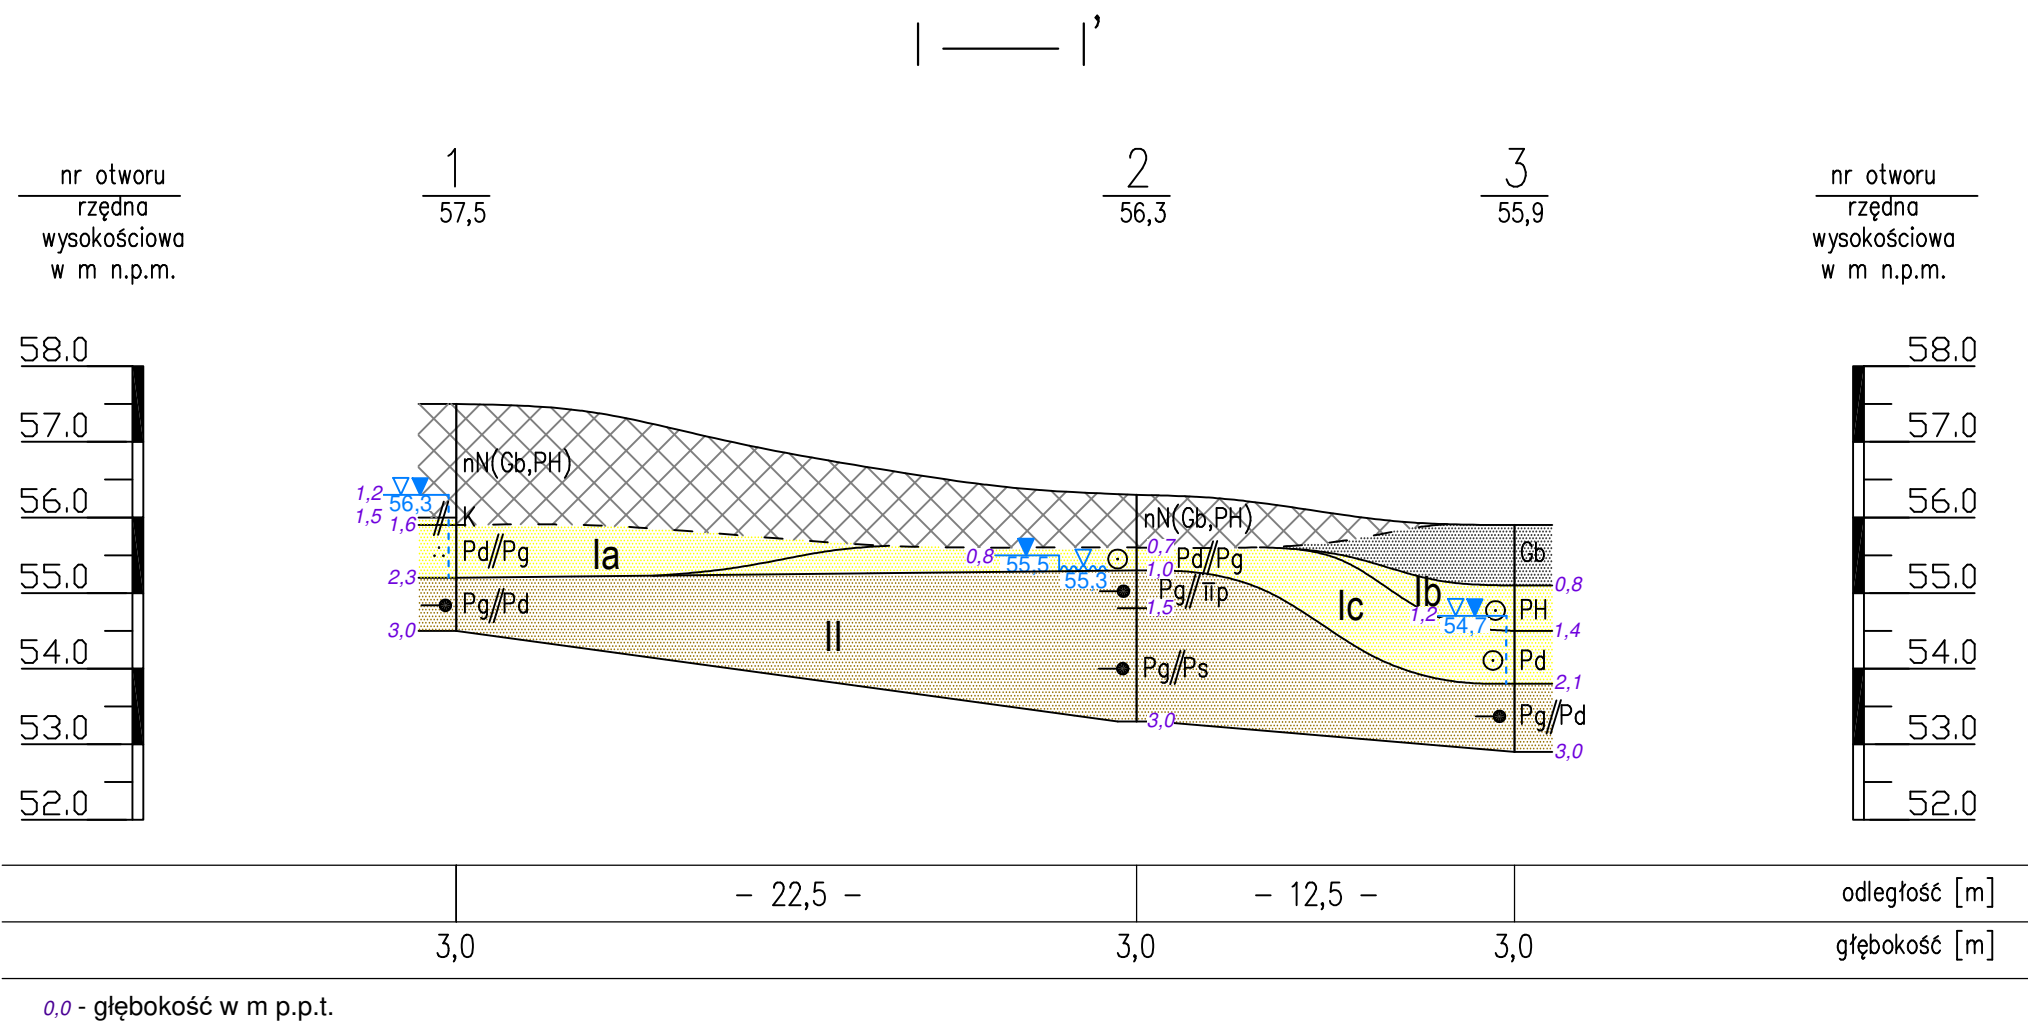 I — I’
1 2 3
nr otworu 57,5 56,3 55,9 nr otworu
rzędna rzędna
wysokościowa wysokościowa
w m n.p.m. w m n.p.m.
58.0 58.0
57.0 57.0
nN(Gb,PH)
1,2 56,3
56.0 56.0
1,5 1,6 K
nN(Gb,PH)
0,7
Pd//Pg Ia 0,8 55,5 Pd//Pg Gb
55.0 2,3 55,3 1,0 0,8 55.0
Pg//πp
Pg//Pd 1,5 Ic Ib 1,2 54,7 PH
3,0 II 1,4
54.0 Pg//Ps Pd 54.0
2,1
53.0 3,0 Pg//Pd 53.0
3,0
52.0 52.0
- 22,5 - - 12,5 - odległość [m]
3,0 3,0 3,0 głębokość [m]
0,0 - głębokość w m p.p.t.